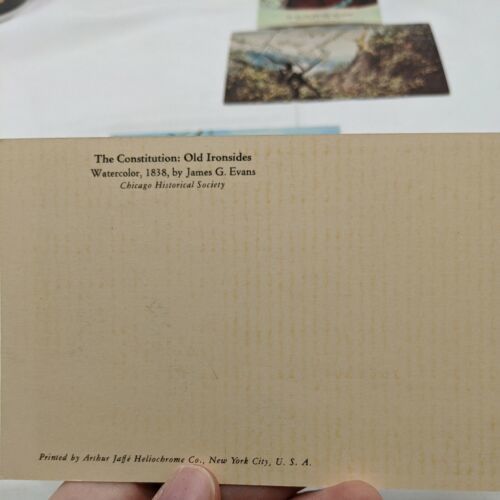 The Constitution: Old Ironsides
Watercolor, 1838, by James G. Evans
Chicago Historical Society
Printed by Arthur Jaffé Heliochrome Co., New York City, U. S. A.